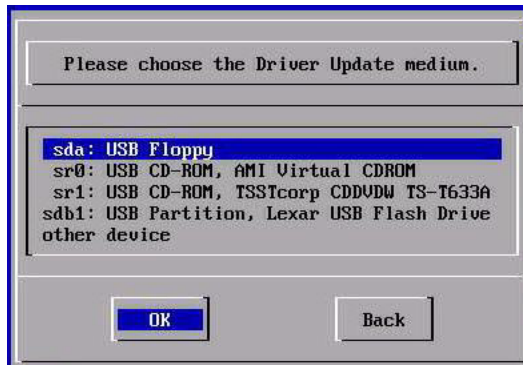 Please choose the Driver Update medium.
sda: USB Floppy
sr0: USB CD-ROM, AMI Virtual CDROM
sr1: USB CD-ROM, TSSTcorp CDDVDW TS-T633A
sdb1: USB Partition, Lexar USB Flash Drive
other device
OK Back